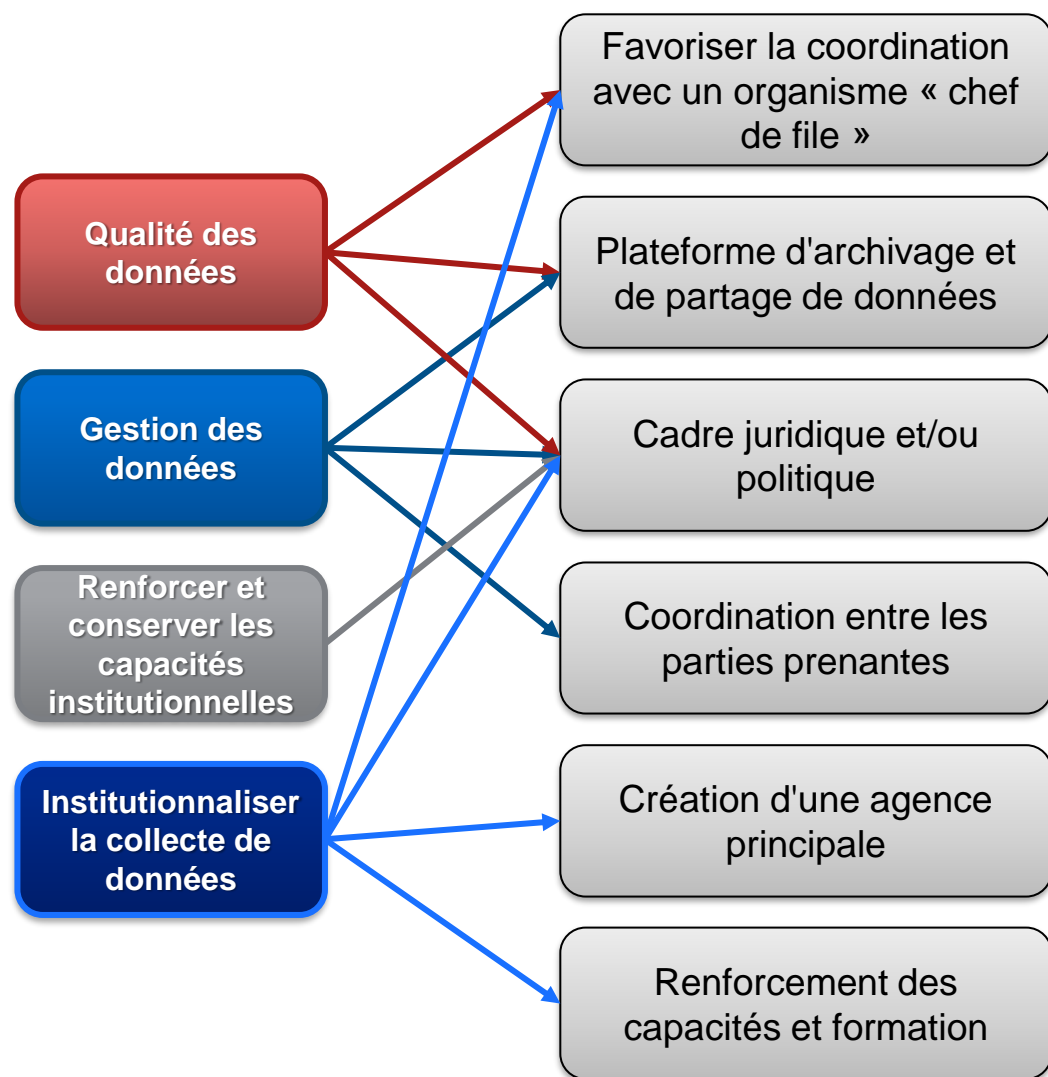 Qualité des
données
Gestion des
données
Renforcer et
conserver les
capacités
institutionnelles
Institutionnaliser
la collecte de
données
Favoriser la coordination
avec un organisme « chef
de file »
Plateforme d'archivage et
de partage de données
Cadre juridique et/ou
politique
Coordination entre les
parties prenantes
Création d'une agence
principale
Renforcement des
capacités et formation